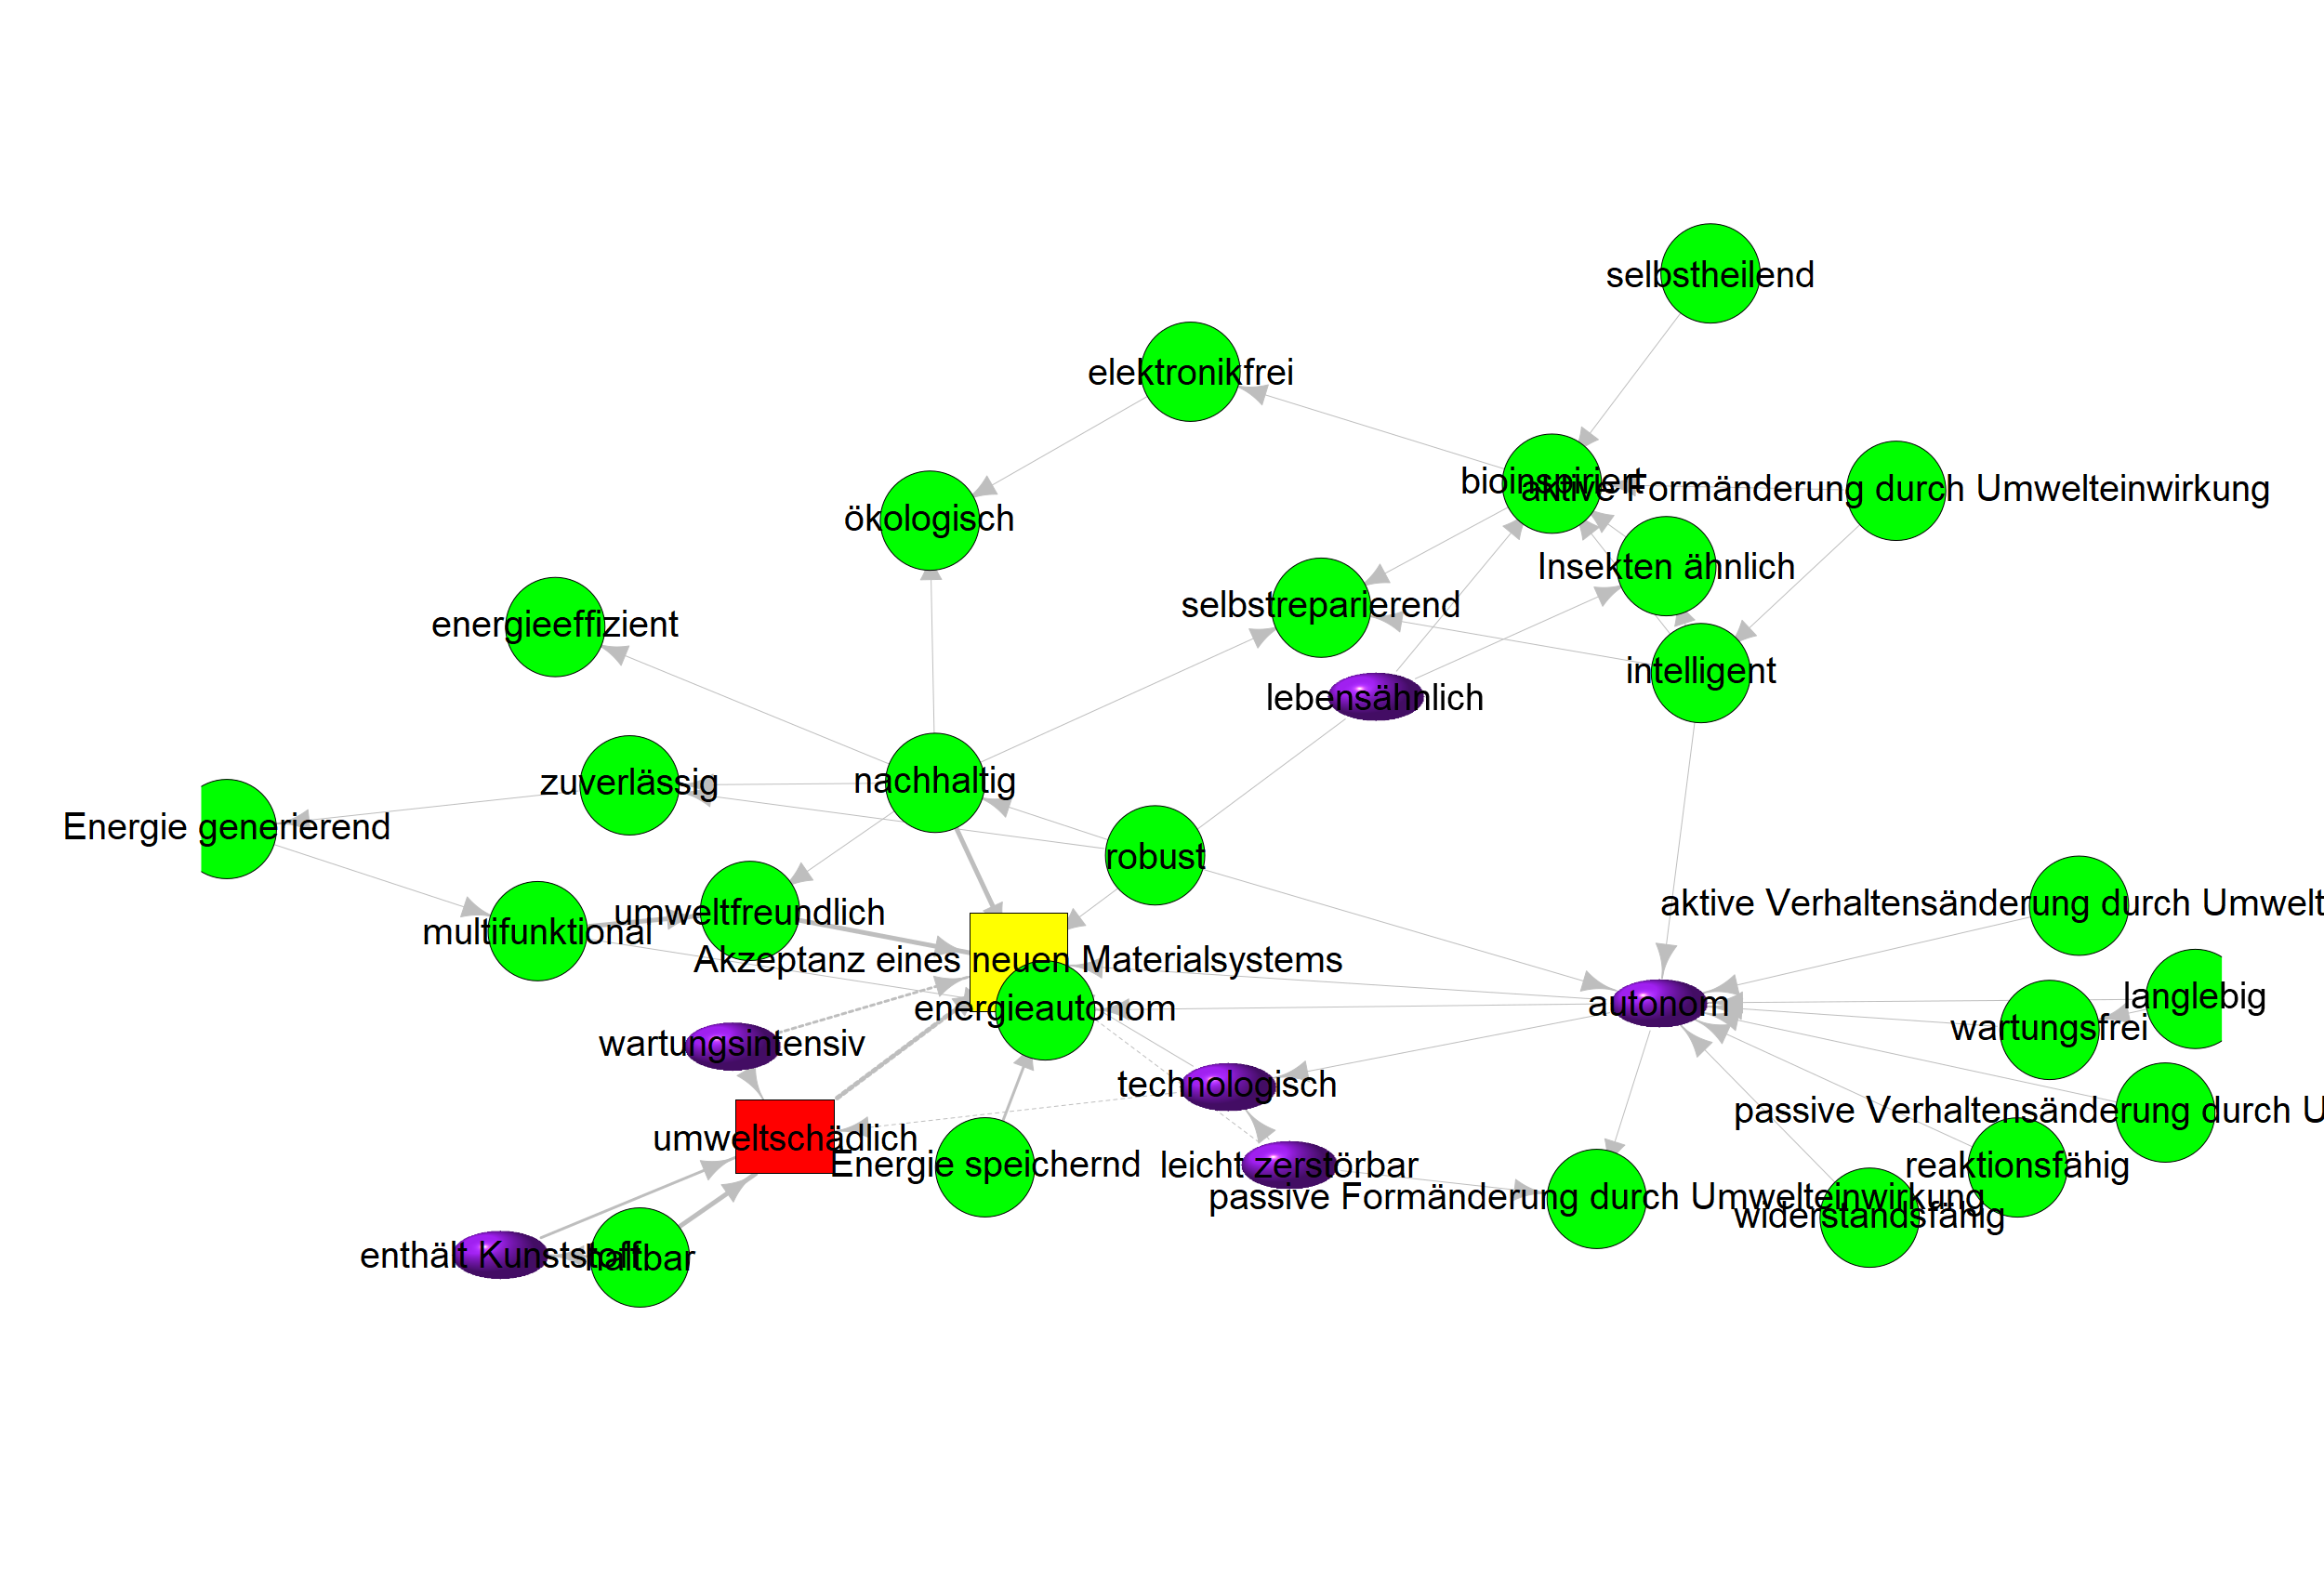 selbstheilend
elektronikfrei
bioinspiriert
aktive Formänderung durch Umwelteinwirkung
ökologisch
Insekten ähnlich
selbstreparierend
energieeffizient
intelligent
lebensähnlich
zuverlässig
nachhaltig
Energie generierend
robust
umweltfreundlich
aktive Verhaltensänderung durch Umwelt
multifunktional
Akzeptanz eines neuen Materialsystems
langlebig
energieautonom
autonom
wartungsfrei
wartungsintensiv
technologisch
passive Verhaltensänderung durch U
umweltschädlich
Energie speichernd
leicht zerstörbar
reaktionsfähig
passive Formänderung durch Umwelteinwirkung
widerstandsfähig
enthält Kunststoff
haltbar